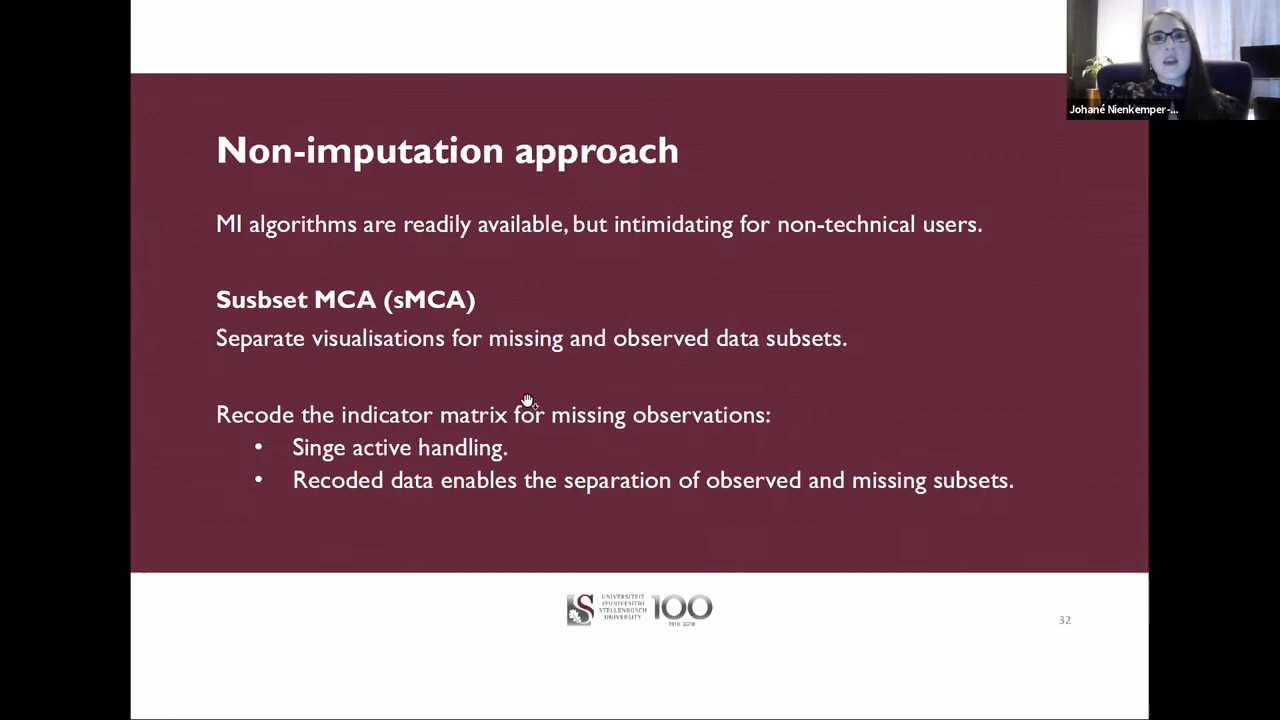 Johané Nienkemper-...
Non-imputation approach
MI algorithms are readily available, but intimidating for non-technical users.
Susbset MCA (sMCA)
Separate visualisations for missing and observed data subsets.
Recode the indicator matrix for missing observations:
• Singe active handling.
• Recoded data enables the separation of observed and missing subsets.
UNIVERSITEIT
IYUNIVESITHI
STELLENBOSCH
UNIVERSITY
100
1918 · 2018
32